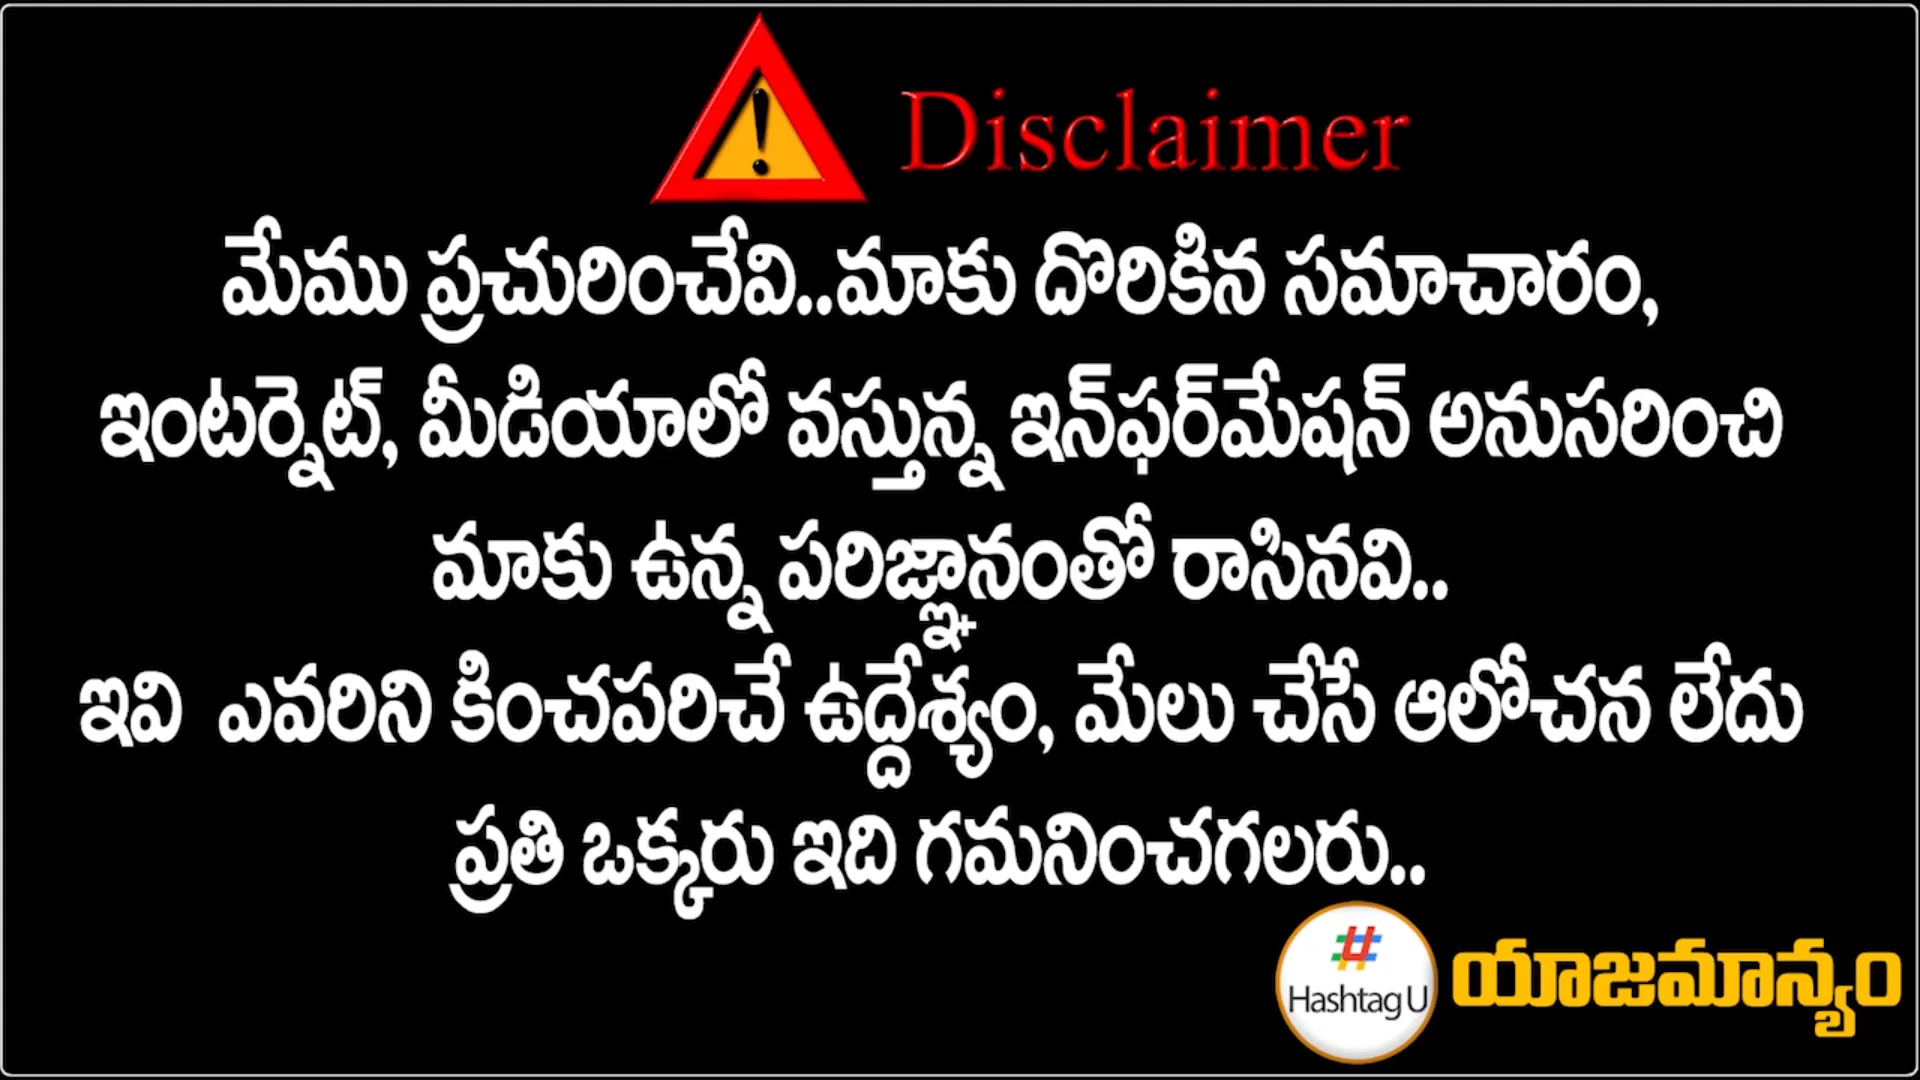 Disclaimer
మేము ప్రచురించేవి..మాకు దొరికిన సమాచారం,
ఇంటర్నెట్, మీడియాలో వస్తున్న ఇన్‌ఫర్‌మేషన్ అనుసరించి
మాకు ఉన్న పరిజ్ఞానంతో రాసినవి..
ఇవి ఎవరిని కించపరిచే ఉద్దేశ్యం, మేలు చేసే ఆలోచన లేదు
ప్రతి ఒక్కరు ఇది గమనించగలరు..
Hashtag U
యాజమాన్యం